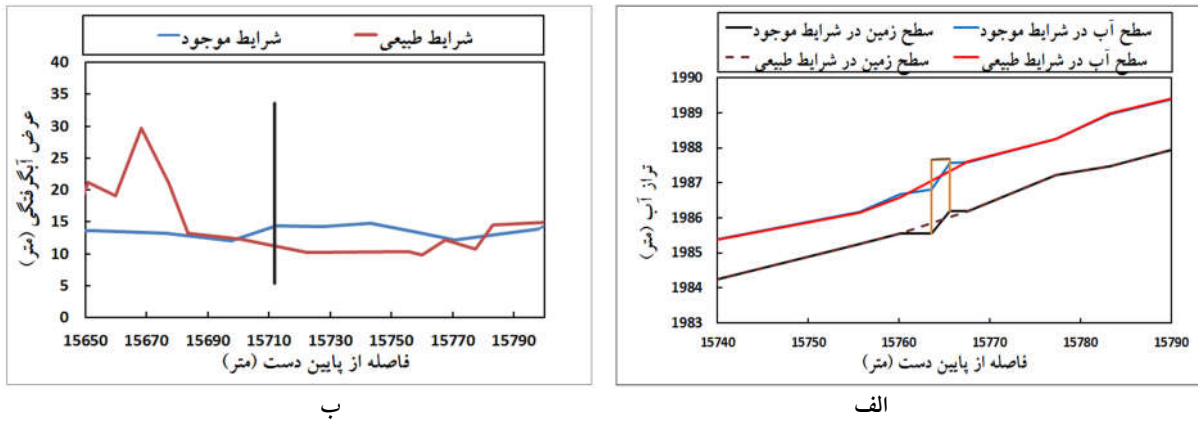 سطح آب در شرایط موجود سطح زمین در شرایط موجود
سطح آب در شرایط طبیعی سطح زمین در شرایط طبیعی
1990
1989
1988
1987
1986
1985
1984
1983
تراز آب (متر)
15740 15750 15760 15770 15780 15790
فاصله از پایین دست (متر)
الف
شرایط طبیعی شرایط موجود
40
35
30
25
20
15
10
5
0
عرض آبگرفتگی (متر)
15650 15670 15690 15710 15730 15750 15770 15790
فاصله از پایین دست (متر)
ب